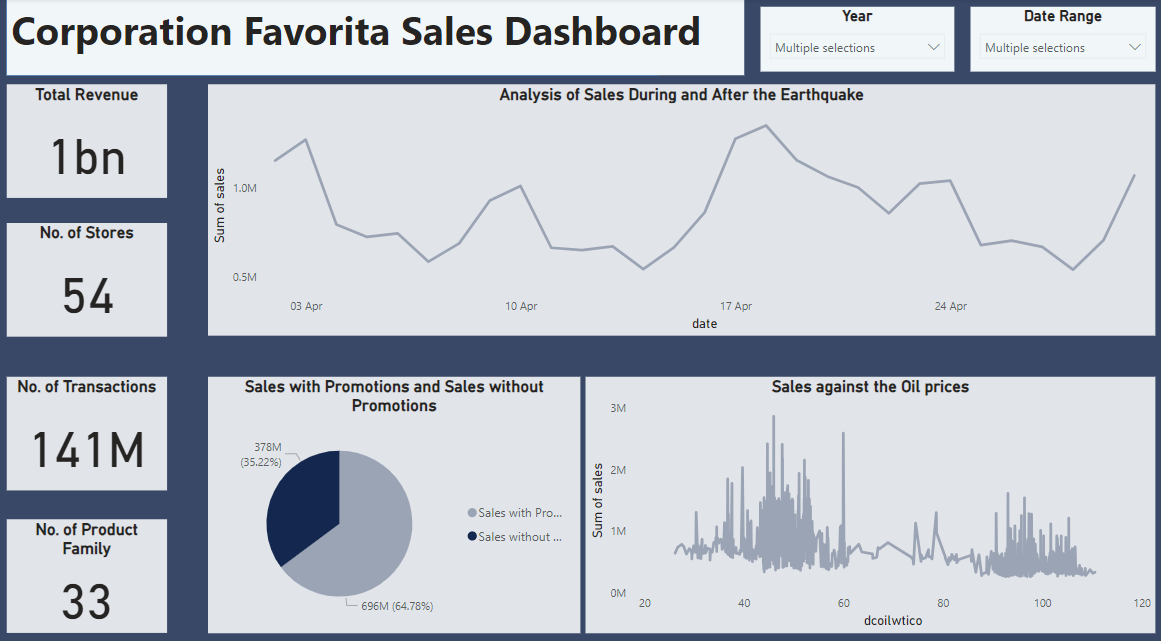 Corporation Favorita Sales Dashboard
Year
Multiple selections
Date Range
Multiple selections
Total Revenue
1bn
No. of Stores
54
No. of Transactions
141M
No. of Product
Family
33
Analysis of Sales During and After the Earthquake
Sum of sales
1.0M
0.5M
03 Apr
10 Apr
17 Apr
24 Apr
date
Sales with Promotions and Sales without
Promotions
378M
(35.22%)
696M (64.78%)
Sales with Pro...
Sales without ...
Sales against the Oil prices
Sum of sales
3M
2M
1M
0M
20
40
60
80
100
120
dcoilwtico